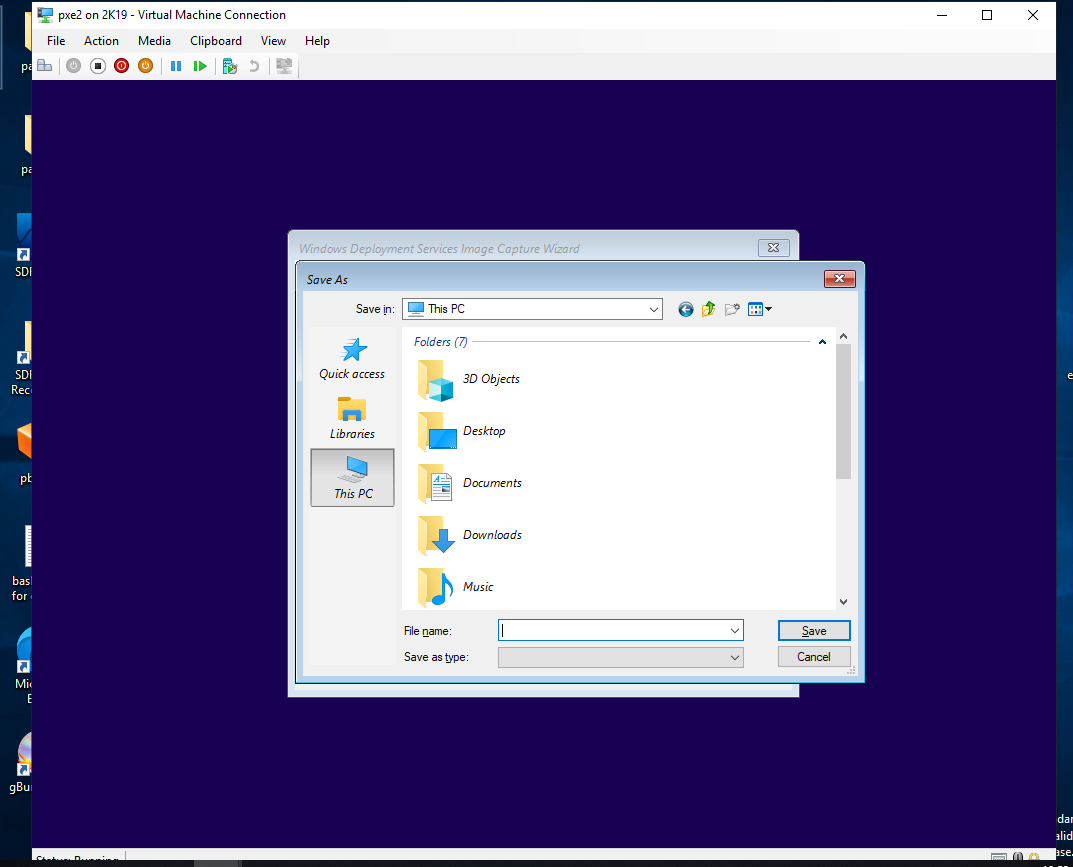 pxe2 on 2K19 - Virtual Machine Connection
File Action Media Clipboard View Help
Windows Deployment Services Image Capture Wizard
Save As
Save in: This PC
Folders (7)
Quick access
3D Objects
Libraries
Desktop
This PC
Documents
Downloads
Music
File name:
Save
Save as type:
Cancel
Status: Running